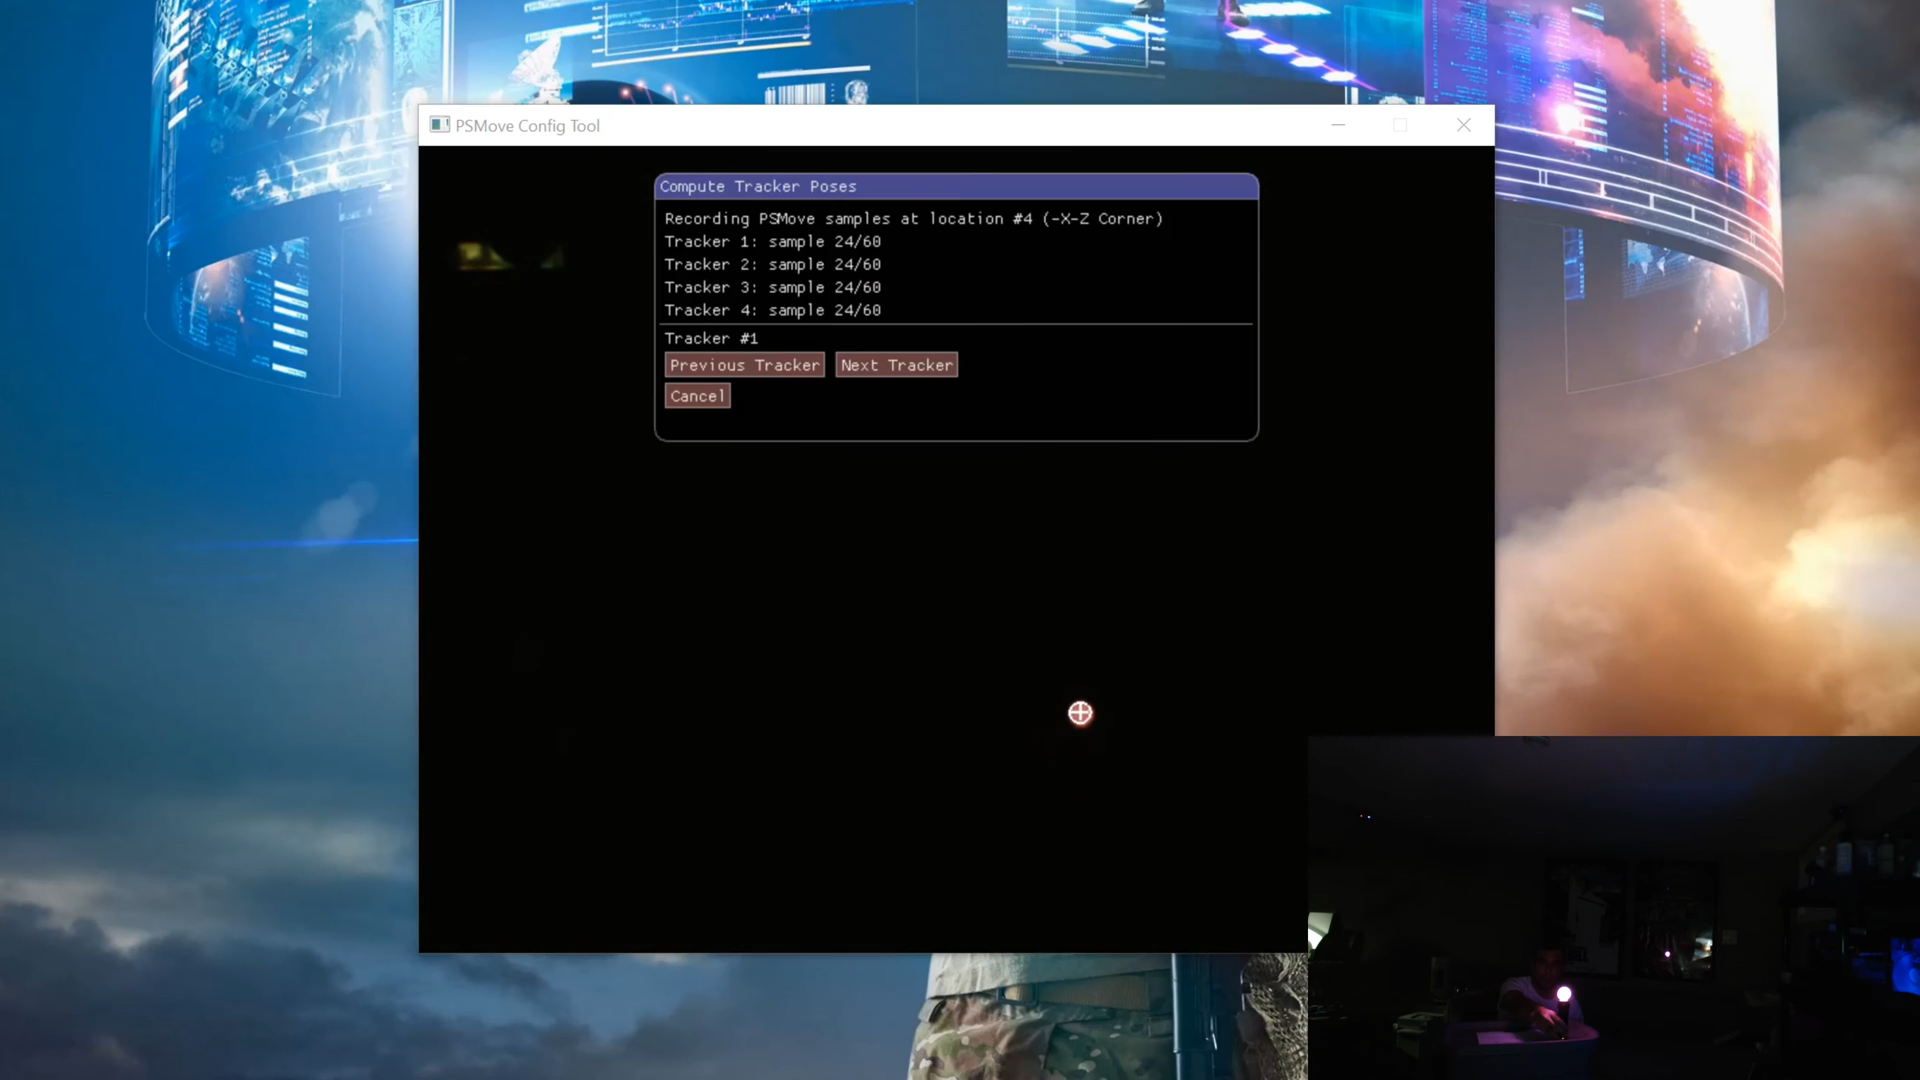 PSMove Config Tool
Compute Tracker Poses
Recording PSMove samples at location #4 (-X-Z Corner)
Tracker 1: sample 24/60
Tracker 2: sample 24/60
Tracker 3: sample 24/60
Tracker 4: sample 24/60
Tracker #1
Previous Tracker Next Tracker
Cancel